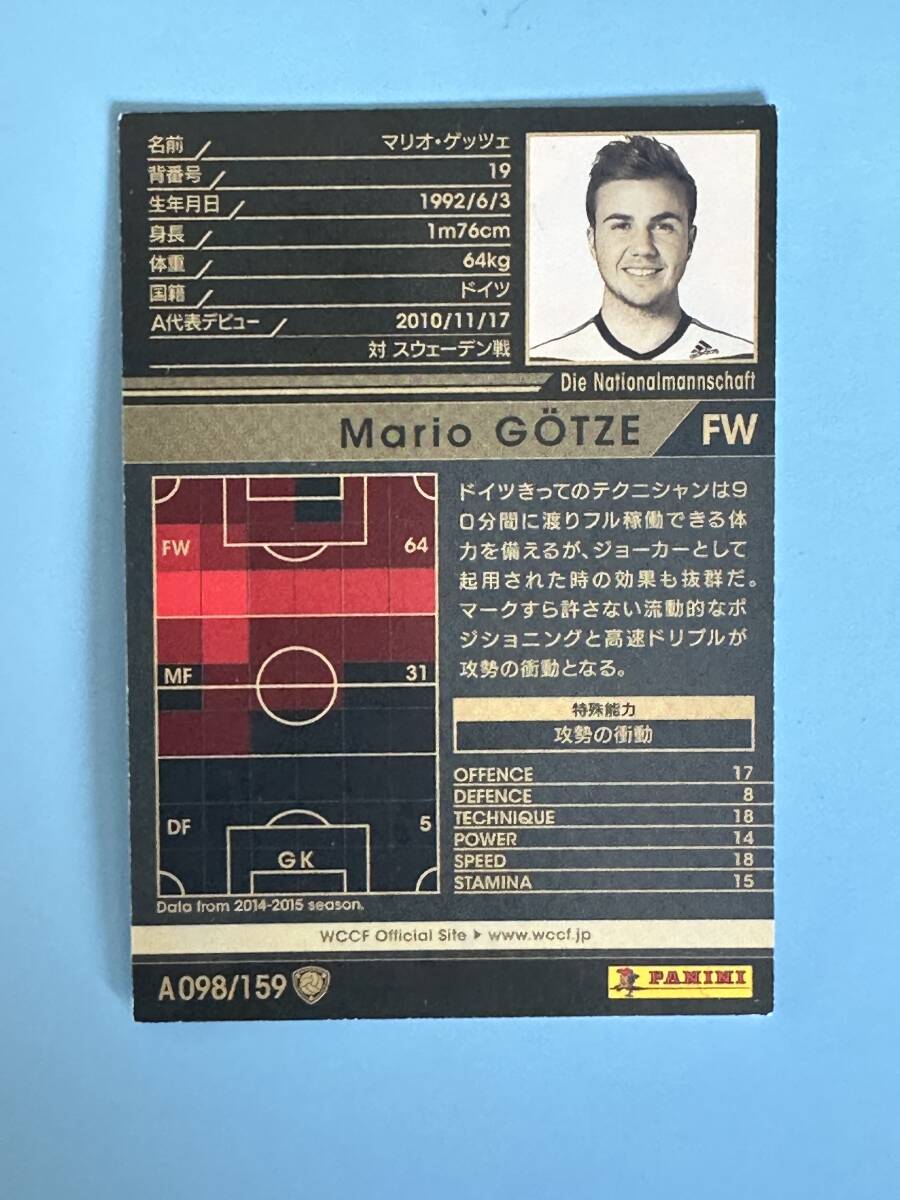 名前 マリオ・ゲッツェ
背番号 19
生年月日 1992/6/3
身長 1m76cm
体重 64kg
国籍 ドイツ
A代表デビュー 2010/11/17
対 スウェーデン戦
Die Nationalmannschaft
Mario GÖTZE FW
FW 64
MF 31
DF 5
GK
Data from 2014-2015 season.
ドイツきってのテクニシャンは9
0分間に渡りフル稼働できる体
力を備えるが、ジョーカーとして
起用された時の効果も抜群だ。
マークすら許さない流動的なポ
ジショニングと高速ドリブルが
攻勢の衝動となる。
特殊能力
攻勢の衝動
OFFENCE 17
DEFENCE 8
TECHNIQUE 18
POWER 14
SPEED 18
STAMINA 15
WCCF Official Site ▶ www.wccf.jp
A098/159
PANINI